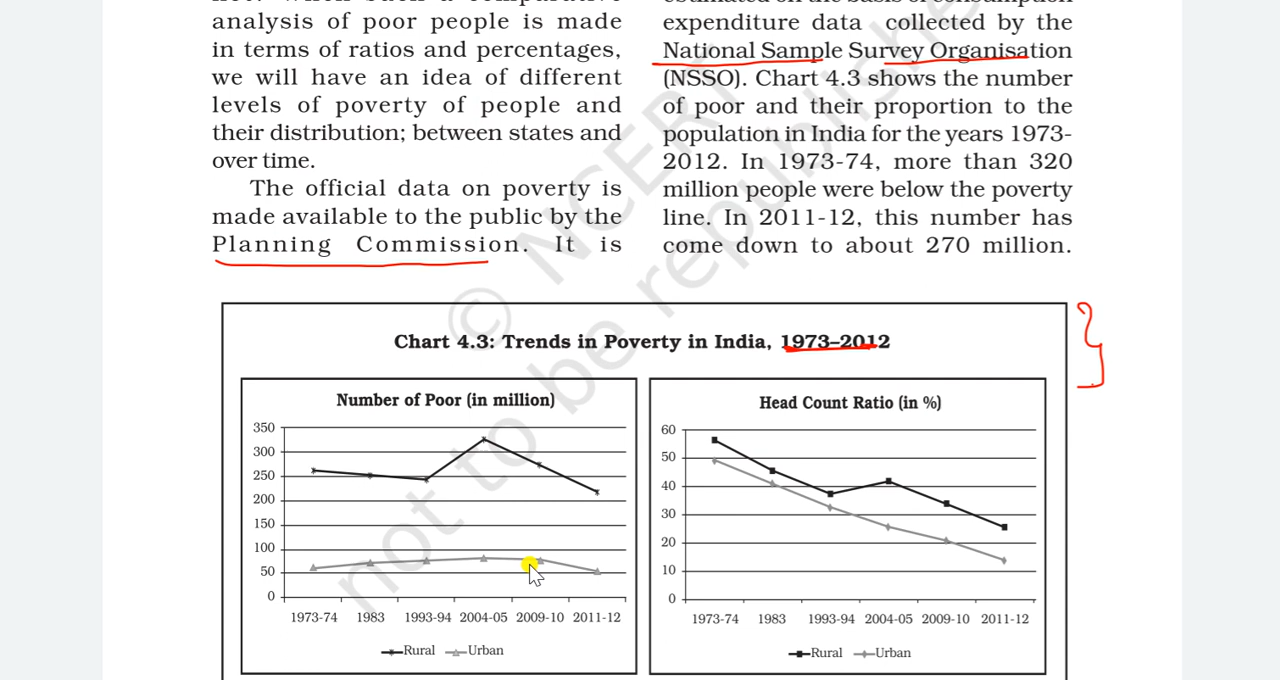 analysis of poor people is made
in terms of ratios and percentages,
we will have an idea of different
levels of poverty of people and
their distribution; between states and
over time.
The official data on poverty is
made available to the public by the
Planning Commission. It is
expenditure data collected by the
National Sample Survey Organisation
(NSSO). Chart 4.3 shows the number
of poor and their proportion to the
population in India for the years 1973-
2012. In 1973-74, more than 320
million people were below the poverty
line. In 2011-12, this number has
come down to about 270 million.
© NCERT
not to be republishe
Chart 4.3: Trends in Poverty in India, 1973–2012
Number of Poor (in million)
350
300
250
200
150
100
50
0
1973-74 1983 1993-94 2004-05 2009-10 2011-12
Rural Urban
Head Count Ratio (in %)
60
50
40
30
20
10
0
1973-74 1983 1993-94 2004-05 2009-10 2011-12
Rural Urban